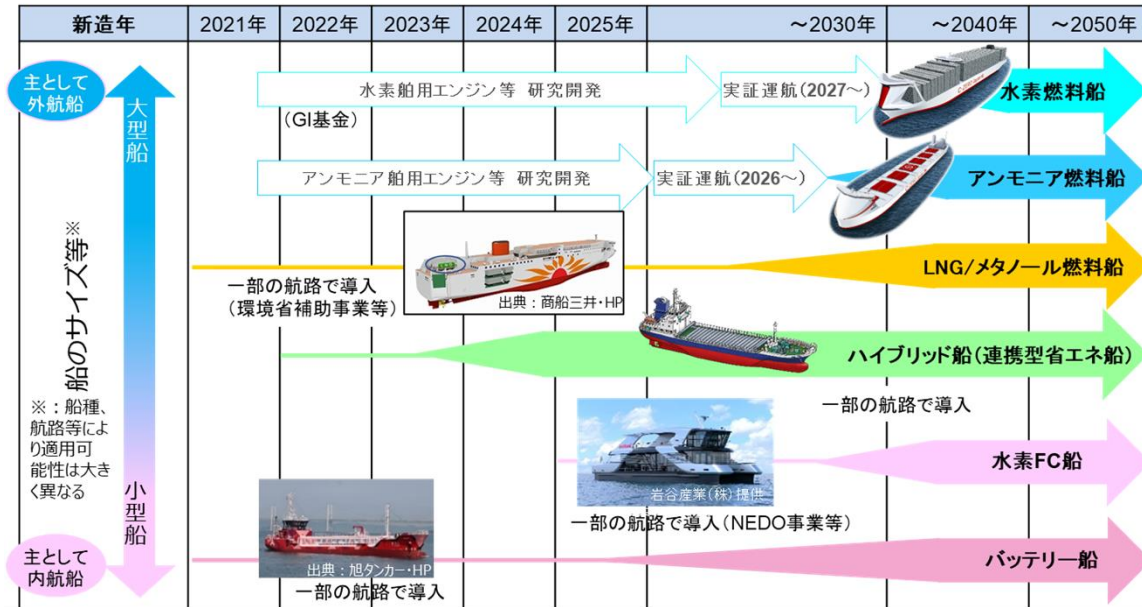 新造年
2021年
2022年
2023年
2024年
2025年
～2030年
～2040年
～2050年
主として
外航船
大型船
船のサイズ等※
※：船種、
航路等によ
り適用可
能性は大き
く異なる
小型船
主として
内航船
水素舶用エンジン等 研究開発
(GI基金)
実証運航(2027～)
水素燃料船
アンモニア舶用エンジン等 研究開発
実証運航(2026～)
アンモニア燃料船
一部の航路で導入
(環境省補助事業等)
出典：商船三井・HP
LNG/メタノール燃料船
ハイブリッド船(連携型省エネ船)
一部の航路で導入
岩谷産業(株)提供
一部の航路で導入(NEDO事業等)
水素FC船
出典：旭タンカー・HP
一部の航路で導入
バッテリー船